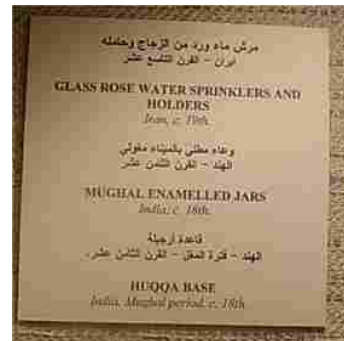 مرش ماء ورد من الزجاج وحامله
ايران - القرن التاسع عشر
GLASS ROSE WATER SPRINKLERS AND
HOLDERS
Iran, c. 19th.
وعاء مطلي بالميناء مغولي
الهند - القرن الثامن عشر
MUGHAL ENAMELLED JARS
India, c. 18th.
قاعدة أرجيلة
الهند - فترة المغل - القرن الثامن عشر.
HUQQA BASE
India, Mughal period, c. 18th